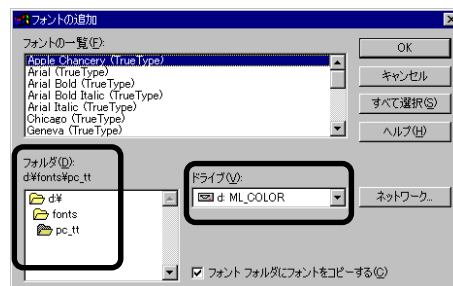 フォントの追加
フォントの一覧(F):
Apple Chancery (TrueType)
Arial (TrueType)
Arial Bold (TrueType)
Arial Bold Italic (TrueType)
Arial Italic (TrueType)
Chicago (TrueType)
Geneva (TrueType)
OK
キャンセル
すべて選択(S)
ヘルプ(H)
フォルダ(D):
d¥fonts¥pc_tt
d¥
fonts
pc_tt
ドライブ(V):
d: ML_COLOR
ネットワーク...
フォント フォルダにフォントをコピーする(C)